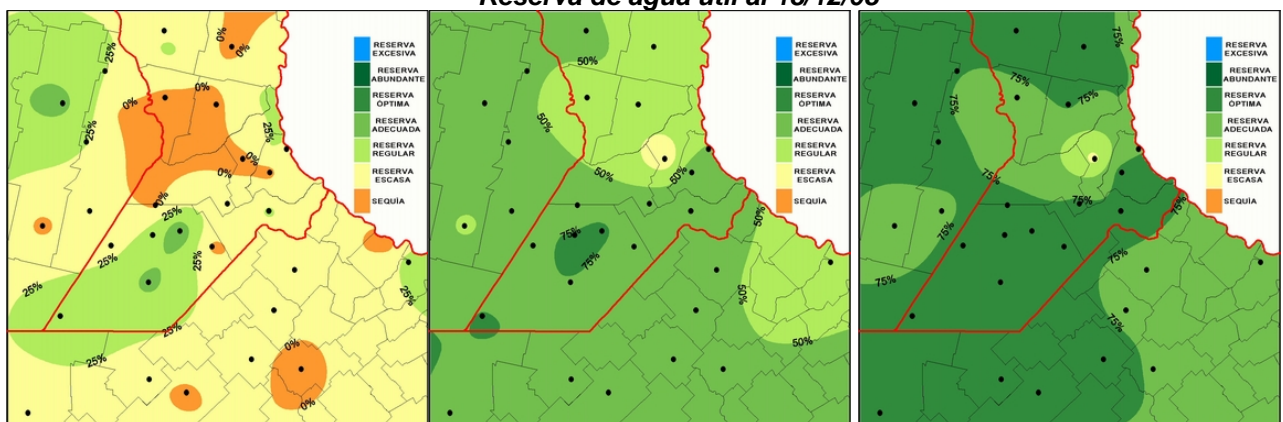 Reserva de agua útil al
RESERVA
EXCESIVA
RESERVA
ABUNDANTE
RESERVA
ÓPTIMA
RESERVA
ADECUADA
RESERVA
REGULAR
RESERVA
ESCASA
SEQUÍA
0%
0%
25%
0%
25%
25%
0%
0%
0%
25%
25%
25%
25%
25%
25%
25%
0%
0%
RESERVA
EXCESIVA
RESERVA
ABUNDANTE
RESERVA
ÓPTIMA
RESERVA
ADECUADA
RESERVA
REGULAR
RESERVA
ESCASA
SEQUÍA
50%
50%
50%
50%
50%
75%
75%
50%
50%
RESERVA
EXCESIVA
RESERVA
ABUNDANTE
RESERVA
ÓPTIMA
RESERVA
ADECUADA
RESERVA
REGULAR
RESERVA
ESCASA
SEQUÍA
75%
75%
75%
75%
75%
75%
75%
75%
75%
75%
75%